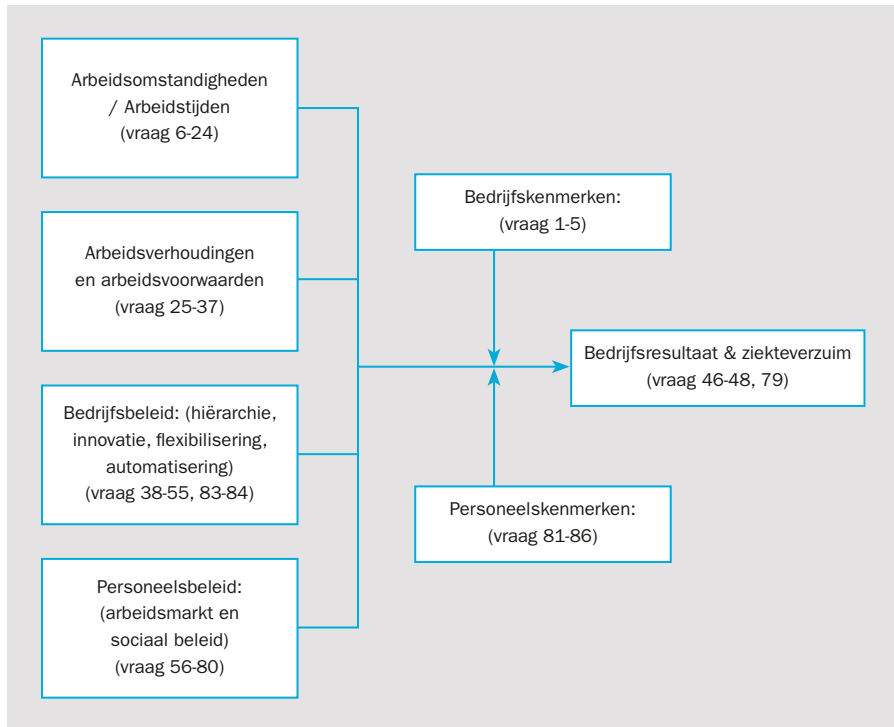 Arbeidsomstandigheden
/ Arbeidstijden
(vraag 6-24)
Arbeidsverhoudingen
en arbeidsvoorwaarden
(vraag 25-37)
Bedrijfsbeleid: (hiërarchie,
innovatie, flexibilisering,
automatisering)
(vraag 38-55, 83-84)
Personeelsbeleid:
(arbeidsmarkt en
sociaal beleid)
(vraag 56-80)
Bedrijfskenmerken:
(vraag 1-5)
Personeelskenmerken:
(vraag 81-86)
Bedrijfsresultaat & ziekteverzuim
(vraag 46-48, 79)